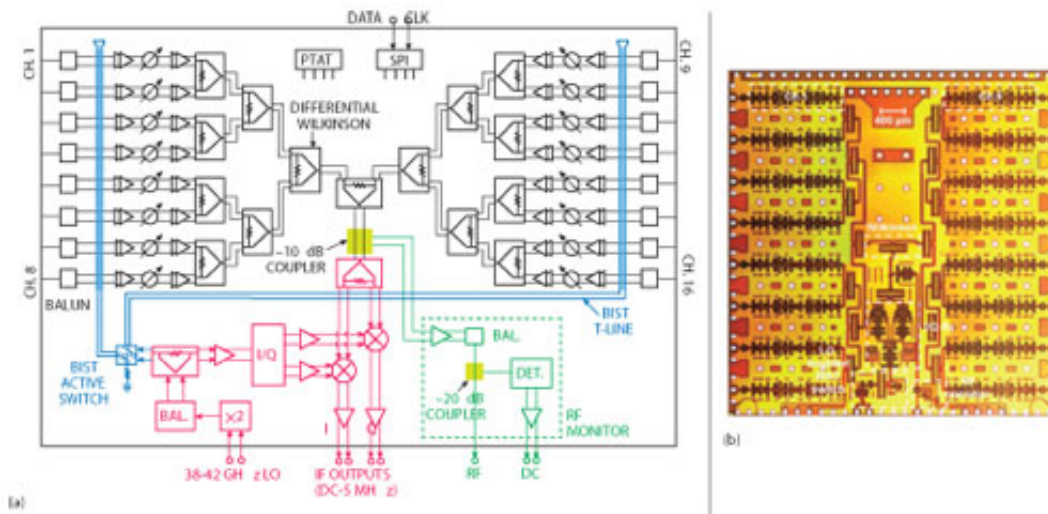 DATA CLK
CH. 1
PTAT
SPI
CH. 9
DIFFERENTIAL
WILKINSON
400 μm
~10 dB
COUPLER
CH. 8
CH. 16
BALUN
BIST
T-LINE
BIST
ACTIVE
SWITCH
I/Q
BAL.
DET.
~20 dB
COUPLER
BAL.
×2
I
Q
RF
MONITOR
38-42 GH z LO
IF OUTPUTS
(DC-5 MH z)
RF
DC
(a)
(b)